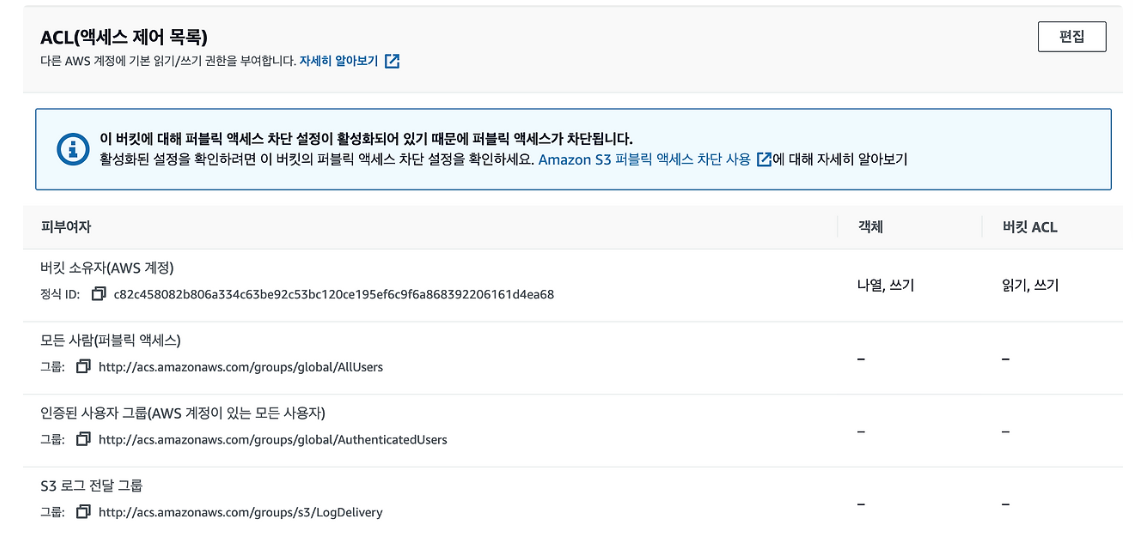 ACL(액세스 제어 목록)
편집
다른 AWS 계정에 기본 읽기/쓰기 권한을 부여합니다. 자세히 알아보기
이 버킷에 대해 퍼블릭 액세스 차단 설정이 활성화되어 있기 때문에 퍼블릭 액세스가 차단됩니다.
활성화된 설정을 확인하려면 이 버킷의 퍼블릭 액세스 차단 설정을 확인하세요. Amazon S3 퍼블릭 액세스 차단 사용 에 대해 자세히 알아보기
피부여자 객체 버킷 ACL
버킷 소유자(AWS 계정)
정식 ID: c82c458082b806a334c63be92c53bc120ce195ef6c9f6a868392206161d4ea68
나열, 쓰기 읽기, 쓰기
모든 사람(퍼블릭 액세스)
그룹: http://acs.amazonaws.com/groups/global/AllUsers
– –
인증된 사용자 그룹(AWS 계정이 있는 모든 사용자)
그룹: http://acs.amazonaws.com/groups/global/AuthenticatedUsers
– –
S3 로그 전달 그룹
그룹: http://acs.amazonaws.com/groups/s3/LogDelivery
– –